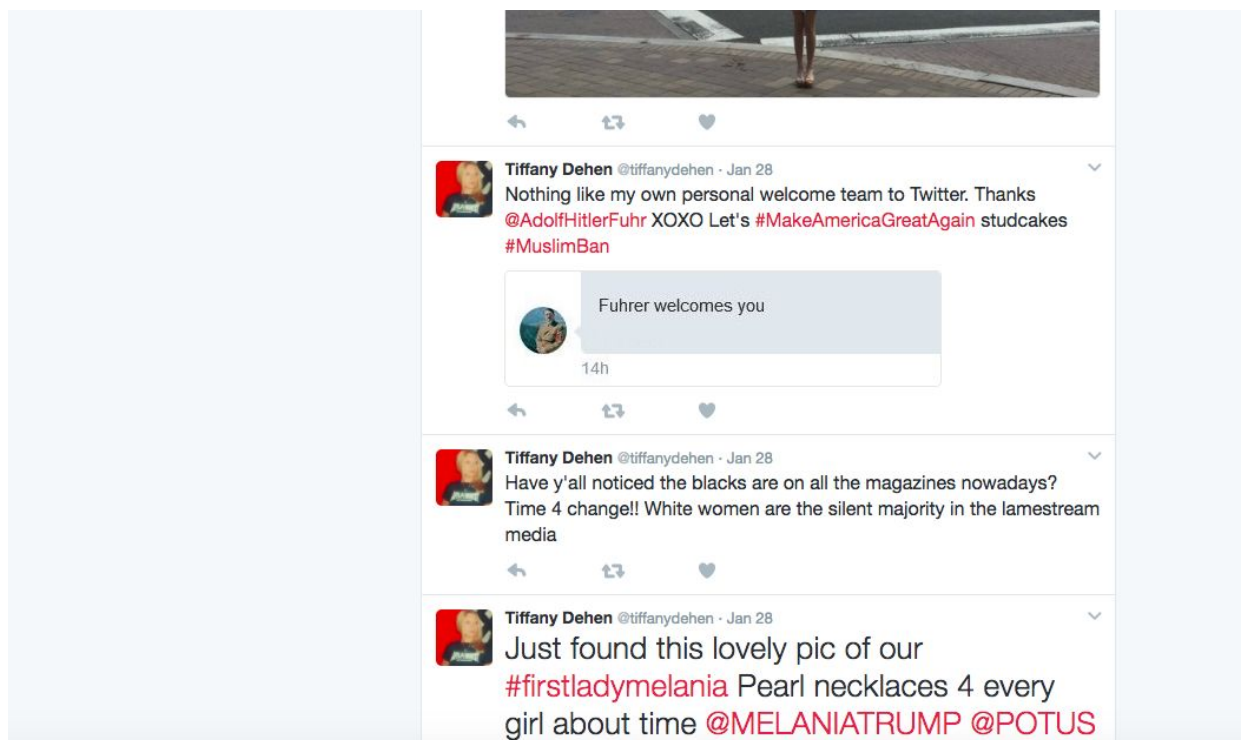 Tiffany Dehen @tiffanydehen · Jan 28
Nothing like my own personal welcome team to Twitter. Thanks
@AdolfHitlerFuhr XOXO Let's #MakeAmericaGreatAgain studcakes
#MuslimBan
Fuhrer welcomes you
14h
Tiffany Dehen @tiffanydehen · Jan 28
Have y'all noticed the blacks are on all the magazines nowadays?
Time 4 change!! White women are the silent majority in the lamestream
media
Tiffany Dehen @tiffanydehen · Jan 28
Just found this lovely pic of our
#firstladymelania Pearl necklaces 4 every
girl about time @MELANIATRUMP @POTUS